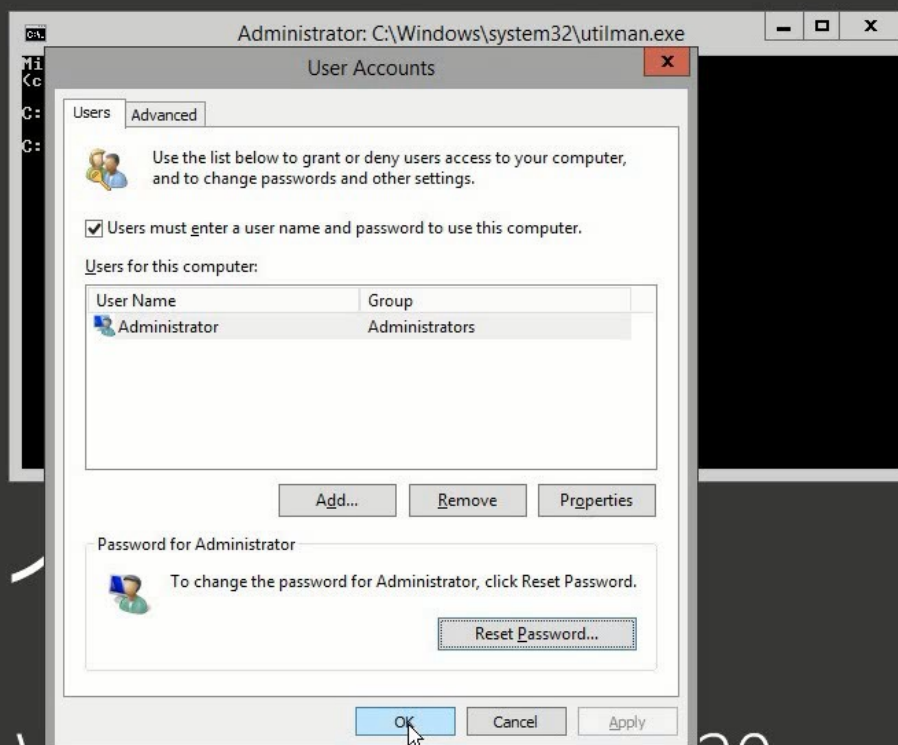 Administrator: C:\Windows\system32\utilman.exe
Mi
(c
C:
C:
User Accounts
Users
Advanced
Use the list below to grant or deny users access to your computer,
and to change passwords and other settings.
Users must enter a user name and password to use this computer.
Users for this computer:
User Name Group
Administrator Administrators
Add... Remove Properties
Password for Administrator
To change the password for Administrator, click Reset Password.
Reset Password...
OK Cancel Apply